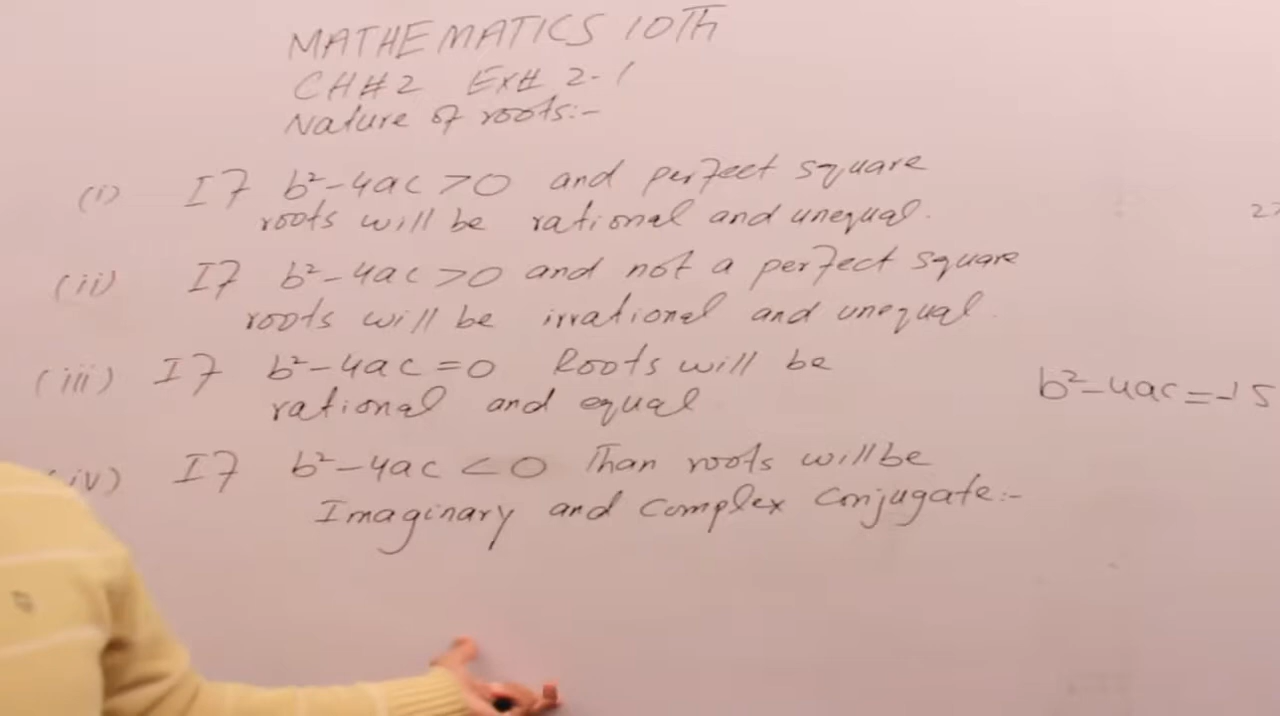 MATHEMATICS 10Th
CH#2 EX# 2-1
Nature of roots:-
(i) If b²-4ac>0 and perfect square
roots will be rational and unequal.
(ii) If b²-4ac>0 and not a perfect square
roots will be irrational and unequal.
(iii) If b²-4ac=0 Roots will be
rational and equal
(iv) If b²-4ac<0 Than roots will be
Imaginary and complex conjugate:-
b²-4ac=-15